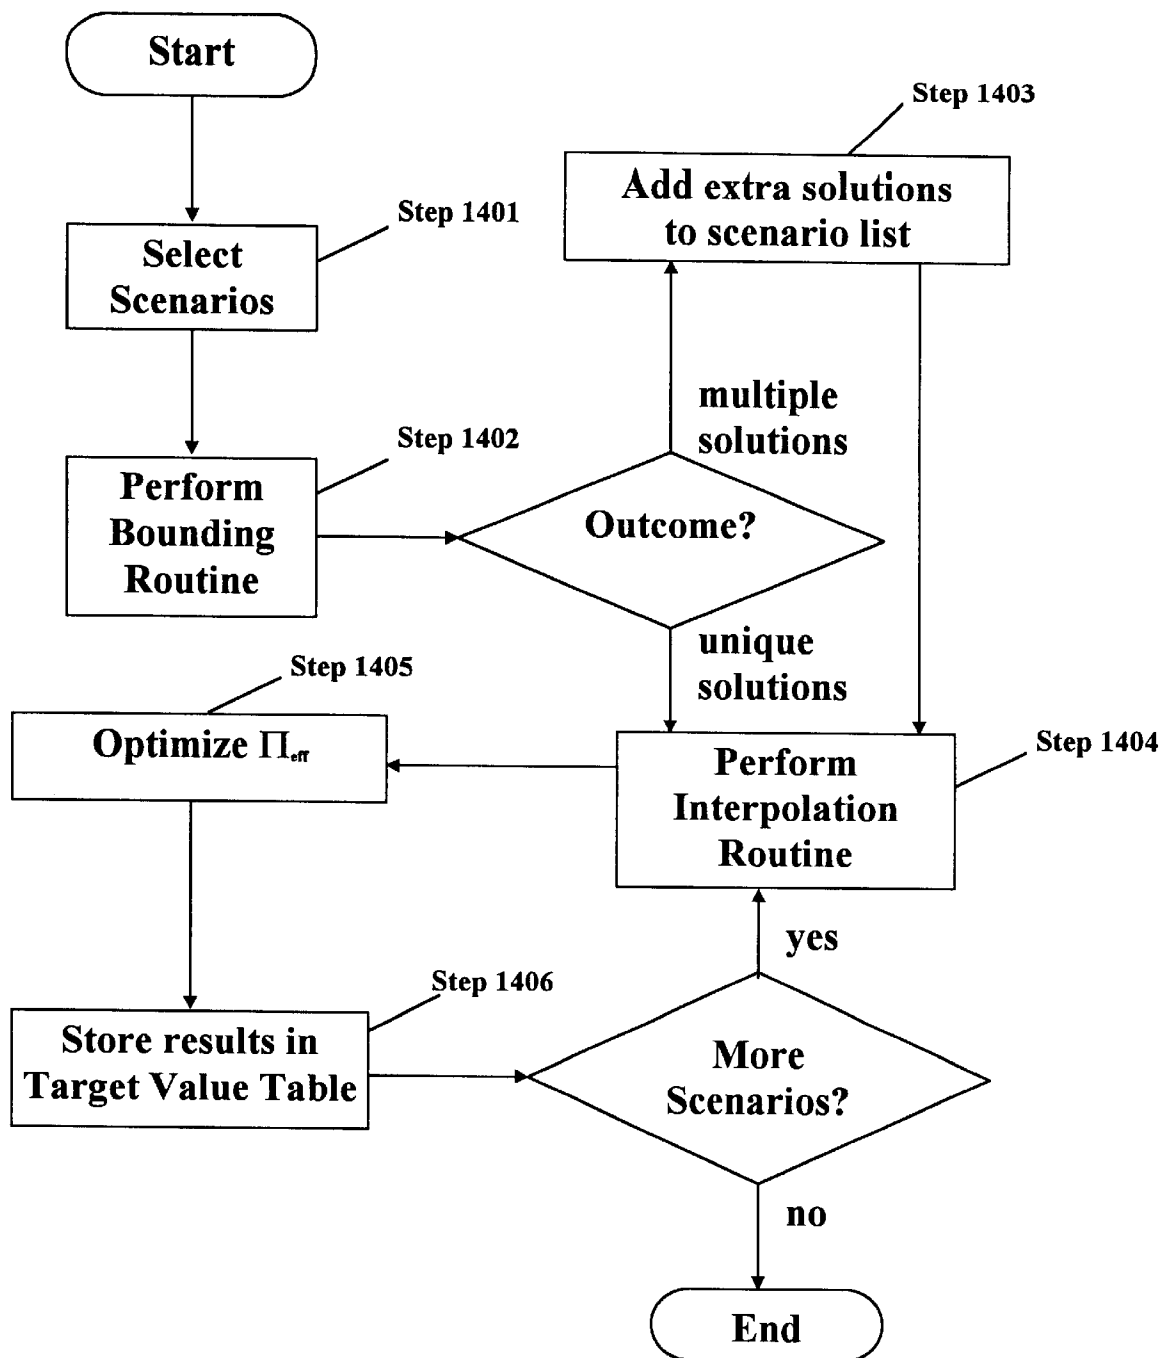 Start
Step 1403
Add extra solutions
to scenario list
Step 1401
Select
Scenarios
multiple
solutions
Step 1402
Perform
Bounding
Routine
Outcome?
unique
solutions
Step 1405
Optimize Π_eff
Step 1404
Perform
Interpolation
Routine
yes
Step 1406
Store results in
Target Value Table
More
Scenarios?
no
End